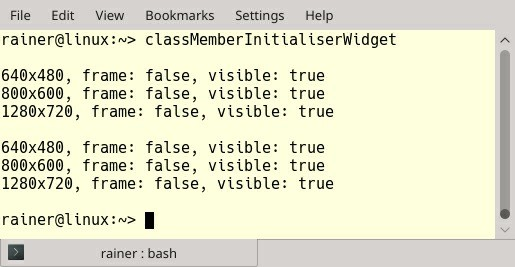 File Edit View Bookmarks Settings Help
rainer@linux:~> classMemberInitialiserWidget
640x480, frame: false, visible: true
800x600, frame: false, visible: true
1280x720, frame: false, visible: true
640x480, frame: false, visible: true
800x600, frame: false, visible: true
1280x720, frame: false, visible: true
rainer@linux:~>
rainer : bash